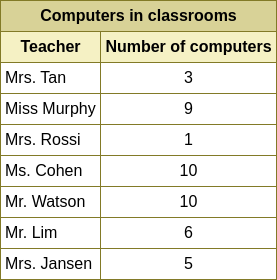 Computers in classrooms
Teacher Number of computers
Mrs. Tan 3
Miss Murphy 9
Mrs. Rossi 1
Ms. Cohen 10
Mr. Watson 10
Mr. Lim 6
Mrs. Jansen 5